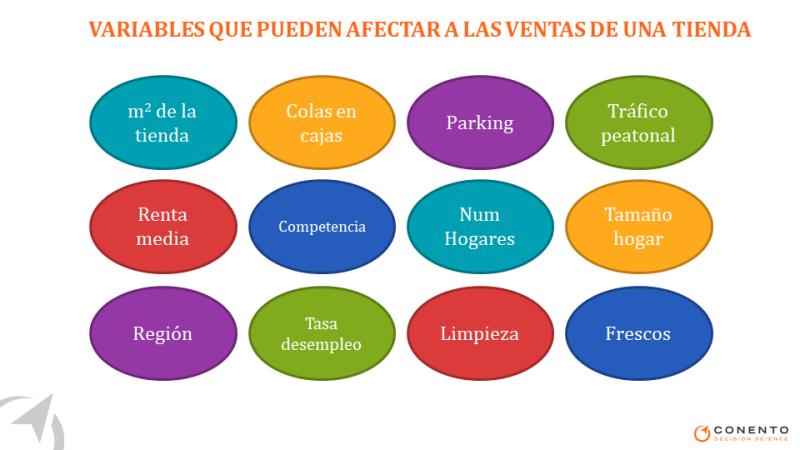 VARIABLES QUE PUEDEN AFECTAR A LAS VENTAS DE UNA TIENDA
m² de la
tienda
Colas en
cajas
Parking
Tráfico
peatonal
Renta
media
Competencia
Num
Hogares
Tamaño
hogar
Región
Tasa
desempleo
Limpieza
Frescos
CONENTO
DECISION SCIENCE